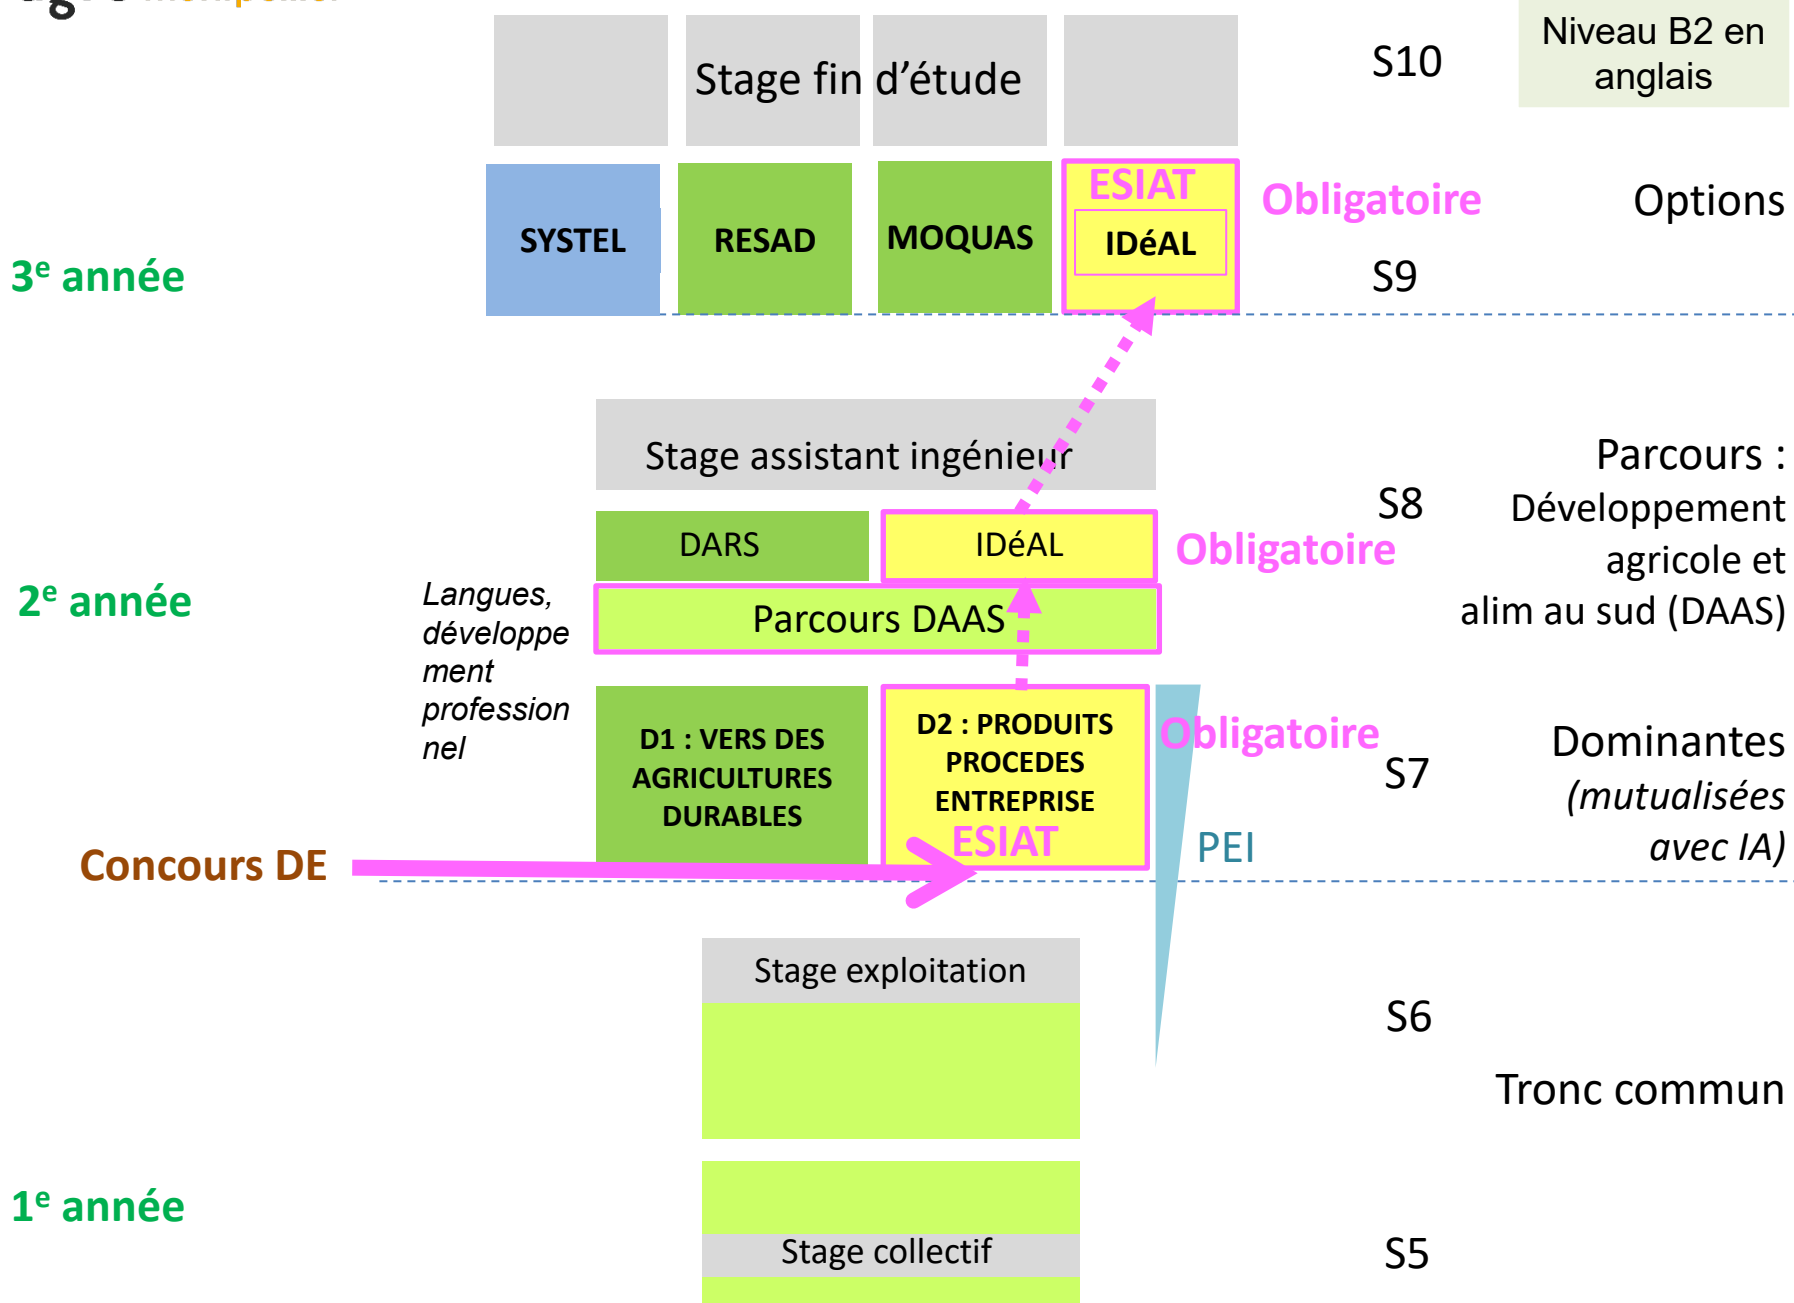 Stage fin d'étude
S10
Niveau B2 en
anglais
3e année
SYSTEL
RESAD
MOQUAS
ESIAT
IDéAL
Obligatoire
S9
Options
Stage assistant ingénieur
DARS
IDéAL
Obligatoire
S8
Parcours :
Développement
agricole et
alim au sud (DAAS)
2e année
Langues,
développe
ment
profession
nel
Parcours DAAS
D1 : VERS DES
AGRICULTURES
DURABLES
D2 : PRODUITS
PROCEDES
ENTREPRISE
ESIAT
Obligatoire
S7
Dominantes
(mutualisées
avec IA)
PEI
Concours DE
Stage exploitation
S6
Tronc commun
1e année
Stage collectif
S5